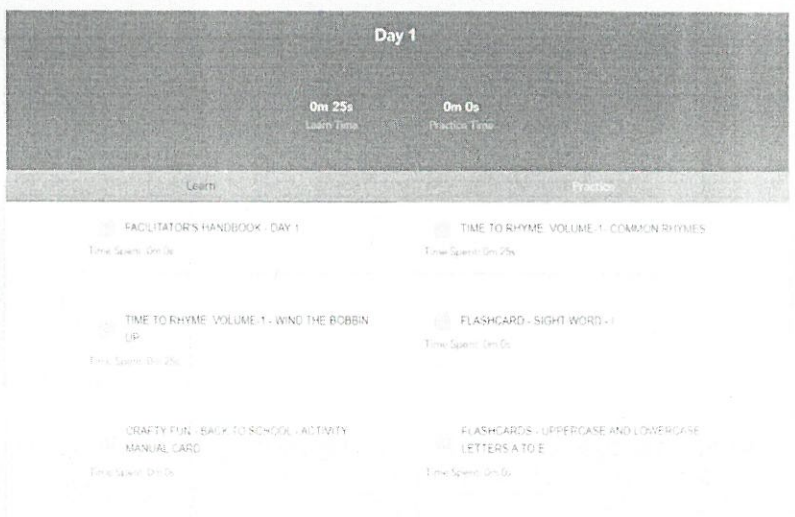 Day 1
0m 25s
0m 0s
Learn Time
Practice Time
Learn
Practice
FACILITATOR'S HANDBOOK - DAY 1
Time Spent: 0m 0s
TIME TO RHYME VOLUME-1- COMMON RHYMES
Time Spent: 0m 25s
TIME TO RHYME VOLUME-1 - WIND THE BOBBIN
UP
Time Spent: 0m 25s
FLASHCARD - SIGHT WORD - I
Time Spent: 0m 0s
CRAFTY FUN - BACK TO SCHOOL - ACTIVITY
MANUAL CARD
Time Spent: 0m 0s
FLASHCARDS - UPPERCASE AND LOWERCASE
LETTERS A TO E
Time Spent: 0m 0s